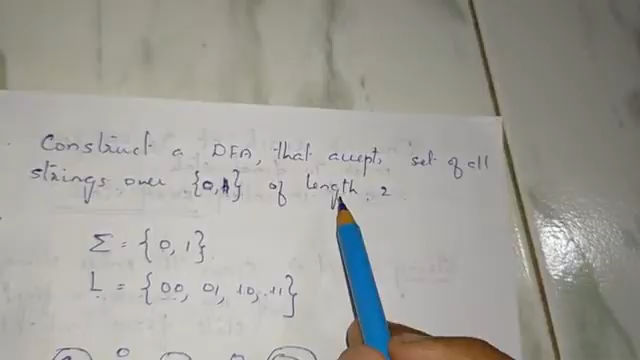 Construct a DFA, that accepts set of all
strings over {0,1} of length 2
Σ = {0, 1}
L = {00, 01, 10, 11}
0